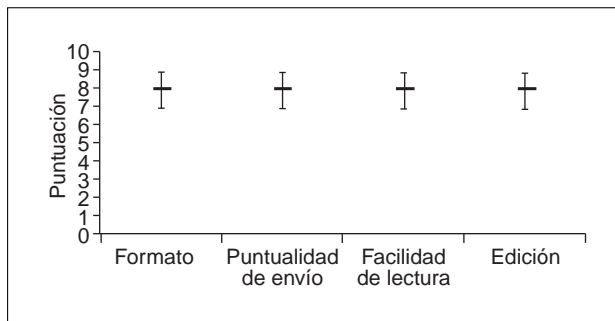 Puntuación
10
9
8
7
6
5
4
3
2
1
0
Formato
Puntualidad
de envío
Facilidad
de lectura
Edición